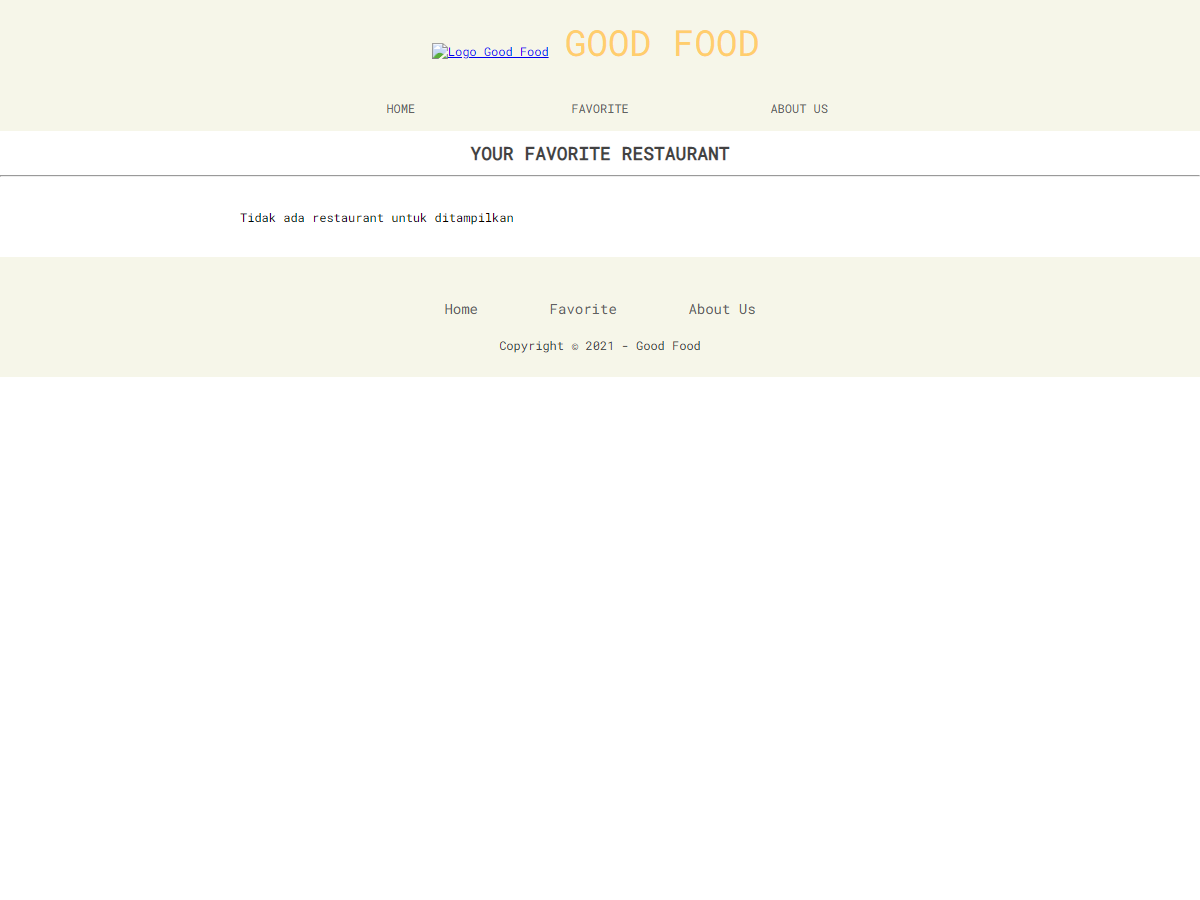 Logo Good Food GOOD FOOD
HOME FAVORITE ABOUT US
YOUR FAVORITE RESTAURANT
Tidak ada restaurant untuk ditampilkan
Home Favorite About Us
Copyright © 2021 - Good Food